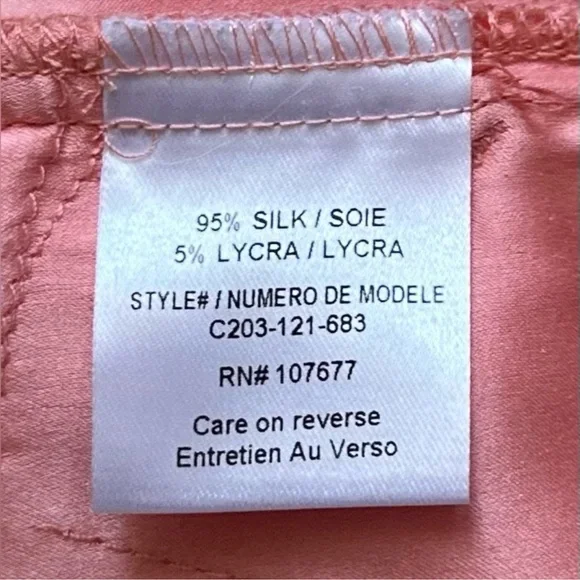 95% SILK / SOIE
5% LYCRA / LYCRA
STYLE# / NUMERO DE MODELE
C203-121-683
RN# 107677
Care on reverse
Entretien Au Verso